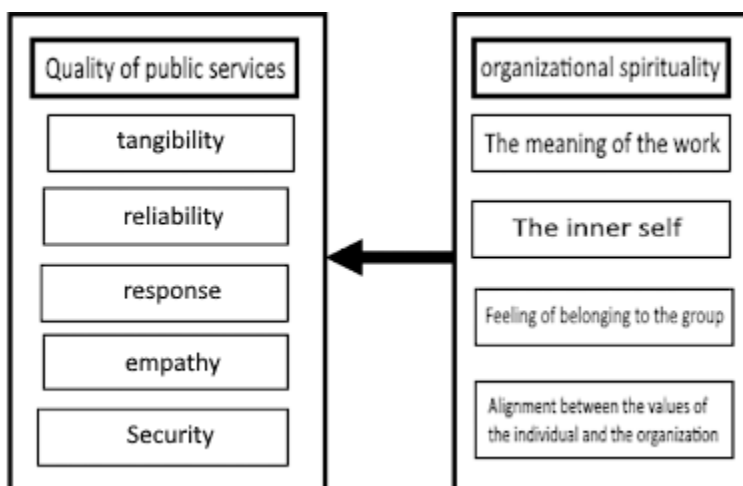 Quality of public services
tangibility
reliability
response
empathy
Security
organizational spirituality
The meaning of the work
The inner self
Feeling of belonging to the group
Alignment between the values of
the individual and the organization